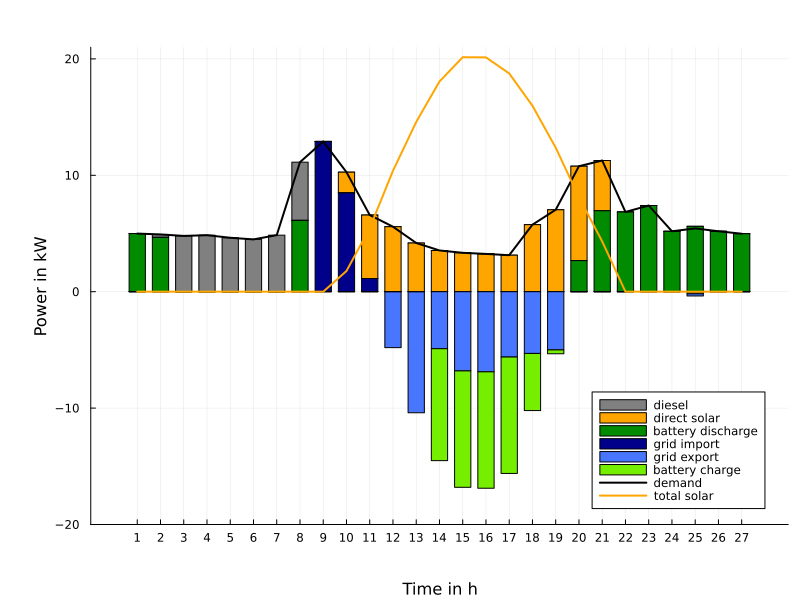 20
10
0
−10
−20
Power in kW
1 2 3 4 5 6 7 8 9 10 11 12 13 14 15 16 17 18 19 20 21 22 23 24 25 26 27
Time in h
diesel
direct solar
battery discharge
grid import
grid export
battery charge
demand
total solar